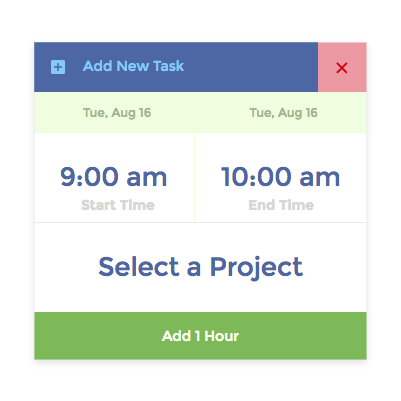 Add New Task
Tue, Aug 16 Tue, Aug 16
9:00 am 10:00 am
Start Time End Time
Select a Project
Add 1 Hour